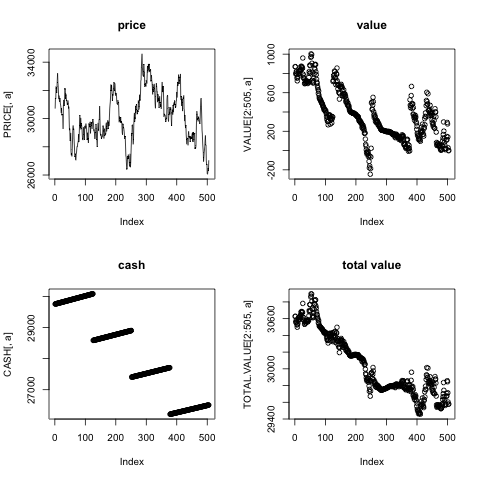 price
PRICE[, a]
26000 30000 34000
0 100 200 300 400 500
Index
value
VALUE[2:505, a]
-200 200 600 1000
0 100 200 300 400 500
Index
cash
CASH[, a]
27000 29000
0 100 200 300 400 500
Index
total value
TOTAL.VALUE[2:505, a]
29400 30000 30600
0 100 200 300 400 500
Index